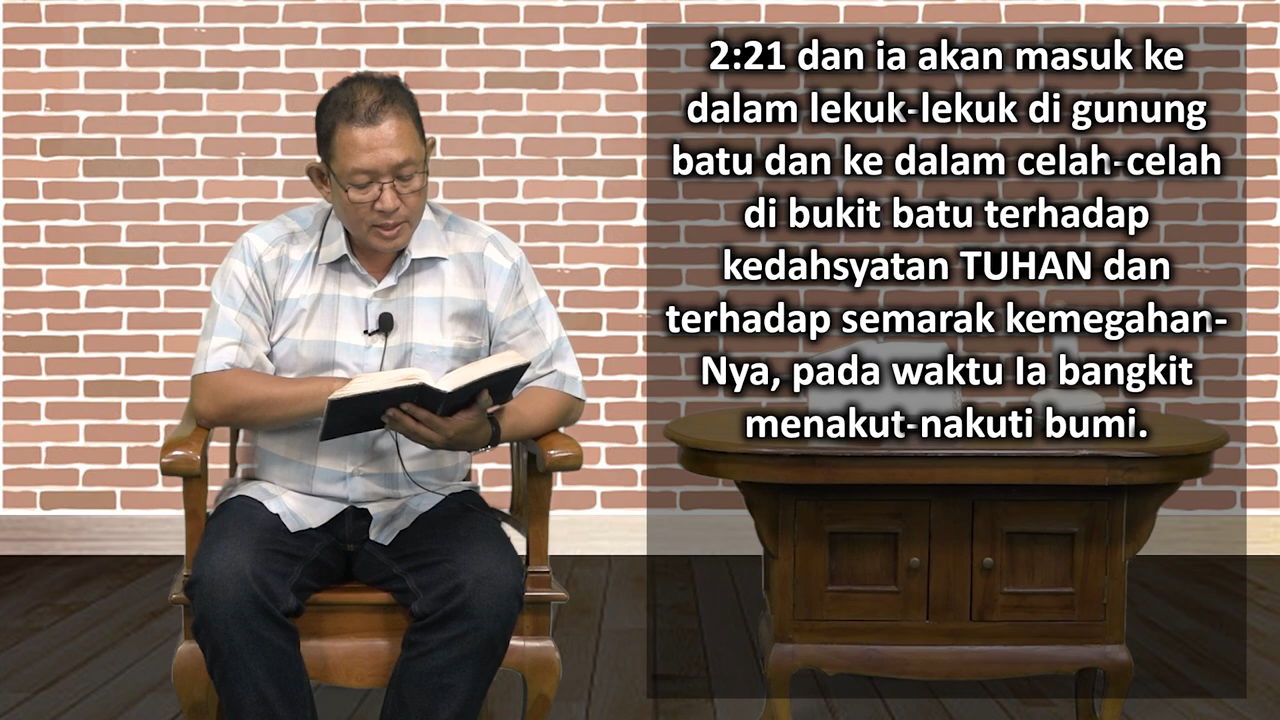 2:21 dan ia akan masuk ke
dalam lekuk-lekuk di gunung
batu dan ke dalam celah-celah
di bukit batu terhadap
kedahsyatan TUHAN dan
terhadap semarak kemegahan-
Nya, pada waktu Ia bangkit
menakut-nakuti bumi.